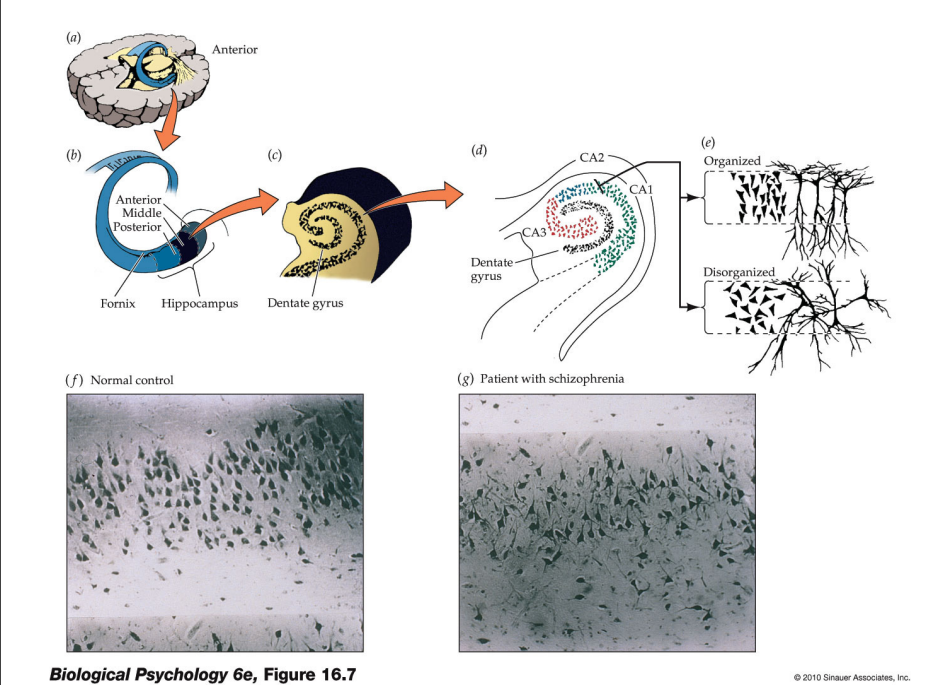 (a)
Anterior
(b)
Anterior
Middle
Posterior
Fornix
Hippocampus
(c)
Dentate gyrus
(d)
CA2
CA1
CA3
Dentate
gyrus
(e)
Organized
Disorganized
(f) Normal control
(g) Patient with schizophrenia
Biological Psychology 6e, Figure 16.7
© 2010 Sinauer Associates, Inc.